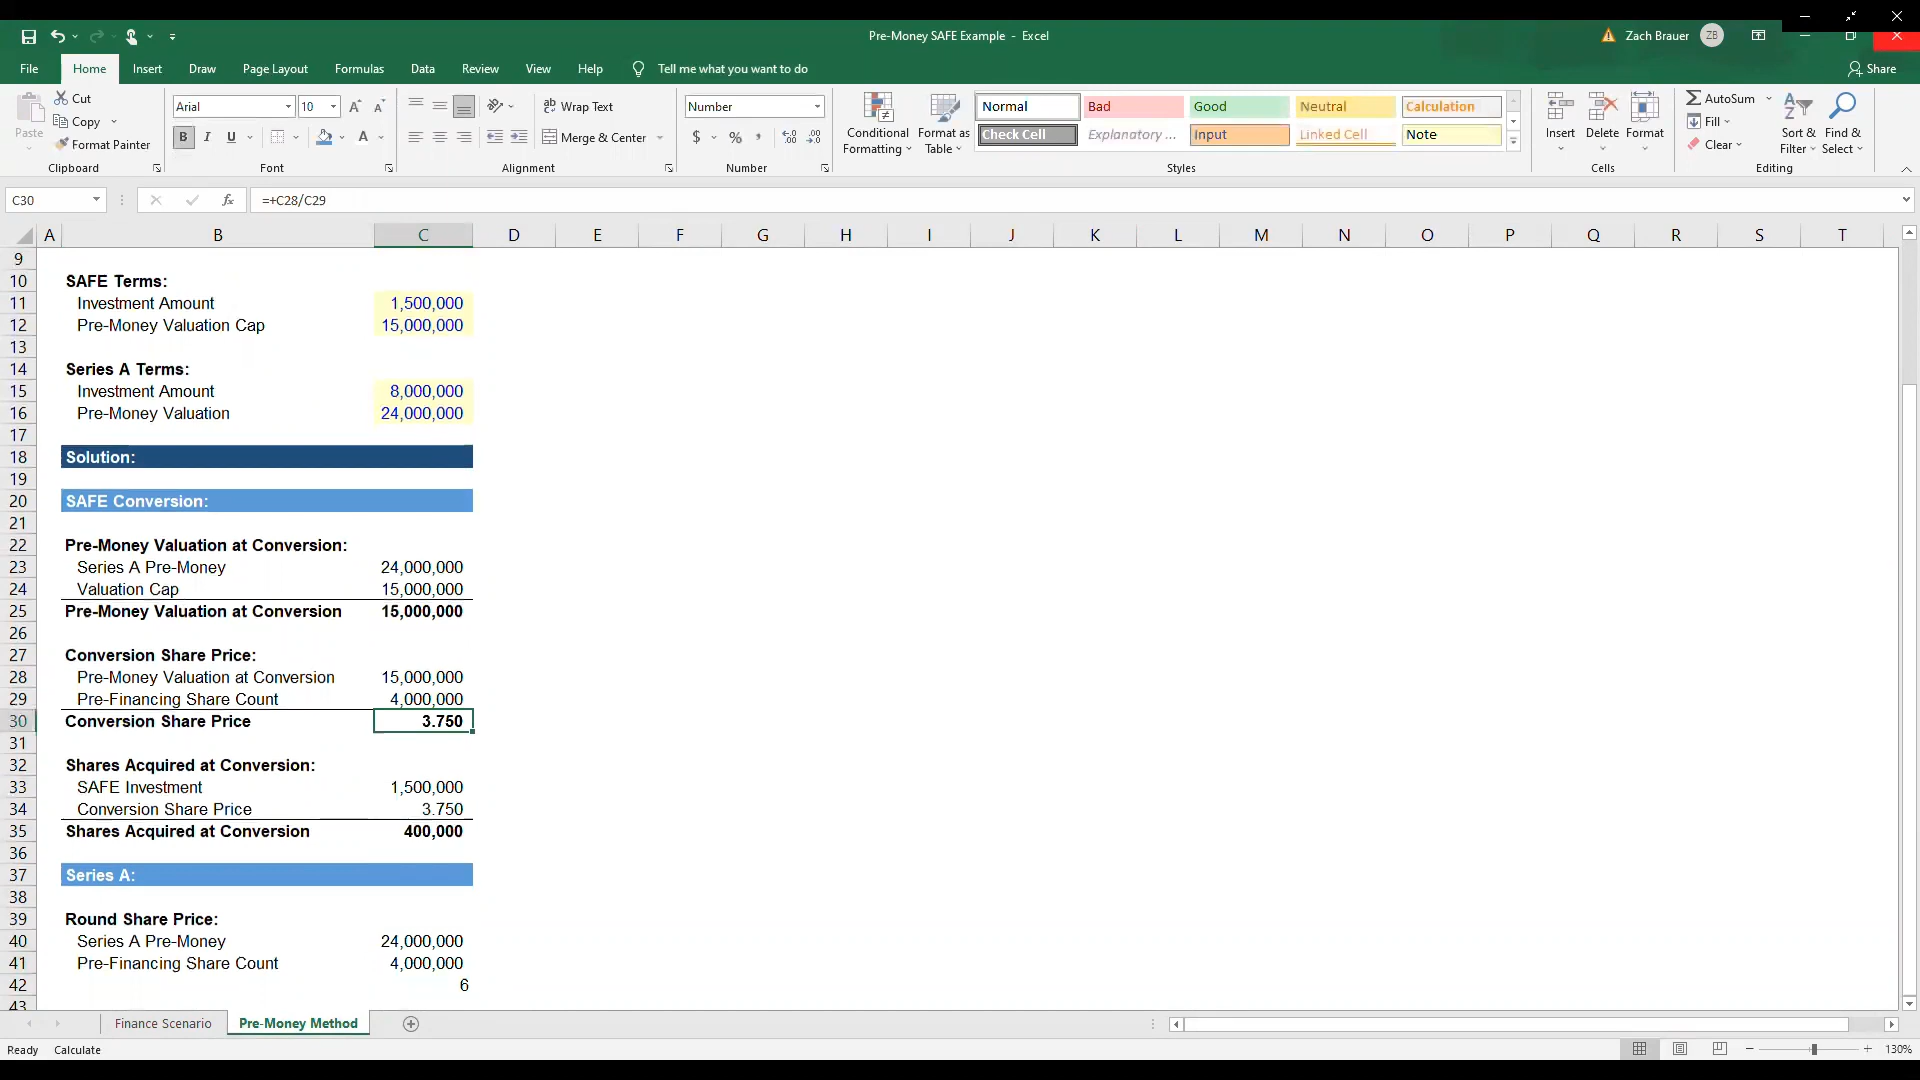 Pre-Money SAFE Example - Excel
Zach Brauer ZB
File Home Insert Draw Page Layout Formulas Data Review View Help Tell me what you want to do Share
Paste
Cut
Copy
Format Painter
Clipboard
Arial 10
B I U
Font
Wrap Text
Merge & Center
Alignment
Number
$ % ,
Number
Conditional Formatting
Format as Table
Normal Bad Good Neutral Calculation
Check Cell Explanatory ... Input Linked Cell Note
Styles
Insert Delete Format
Cells
AutoSum
Fill
Clear
Sort & Filter
Find & Select
Editing
C30 fx =+C28/C29
A B C D E F G H I J K L M N O P Q R S T
9
10 SAFE Terms:
11 Investment Amount 1,500,000
12 Pre-Money Valuation Cap 15,000,000
13
14 Series A Terms:
15 Investment Amount 8,000,000
16 Pre-Money Valuation 24,000,000
17
18 Solution:
19
20 SAFE Conversion:
21
22 Pre-Money Valuation at Conversion:
23 Series A Pre-Money 24,000,000
24 Valuation Cap 15,000,000
25 Pre-Money Valuation at Conversion 15,000,000
26
27 Conversion Share Price:
28 Pre-Money Valuation at Conversion 15,000,000
29 Pre-Financing Share Count 4,000,000
30 Conversion Share Price 3.750
31
32 Shares Acquired at Conversion:
33 SAFE Investment 1,500,000
34 Conversion Share Price 3.750
35 Shares Acquired at Conversion 400,000
36
37 Series A:
38
39 Round Share Price:
40 Series A Pre-Money 24,000,000
41 Pre-Financing Share Count 4,000,000
42 6
43
Finance Scenario Pre-Money Method
Ready Calculate 130%